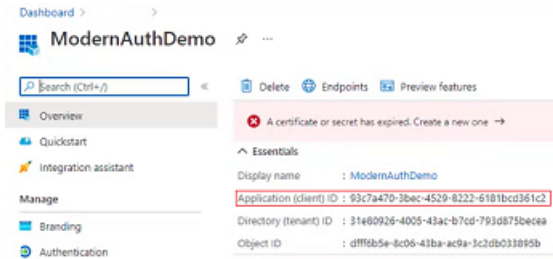 Dashboard > >
ModernAuthDemo
Search (Ctrl+/) «
Delete Endpoints Preview features
Overview
Quickstart
Integration assistant
Manage
Branding
Authentication
A certificate or secret has expired. Create a new one →
Essentials
Display name : ModernAuthDemo
Application (client) ID : 93c7a470-3bec-4529-8222-6181bcd361c2
Directory (tenant) ID : 31e80926-4005-43ac-b7cd-793d875becea
Object ID : dfff6b5e-8c06-43ba-ac9a-3c2db033895b